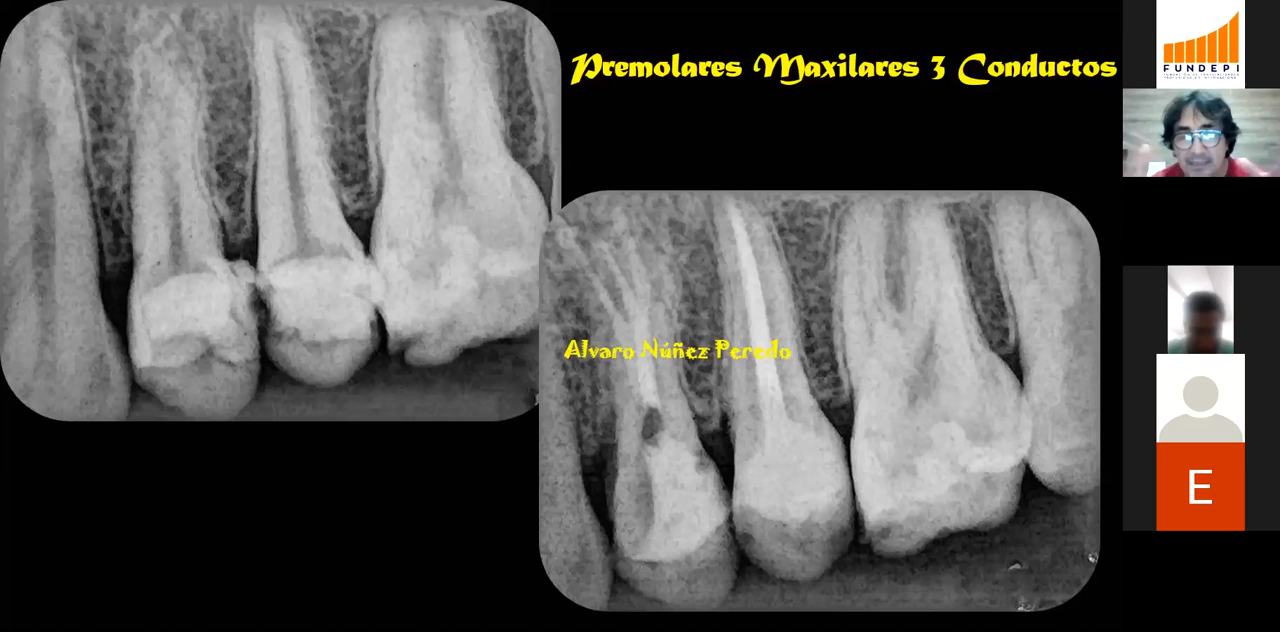 Premolares Maxilares 3 Conductos
FUNDEPI
Alvaro Núñez Peredo
E